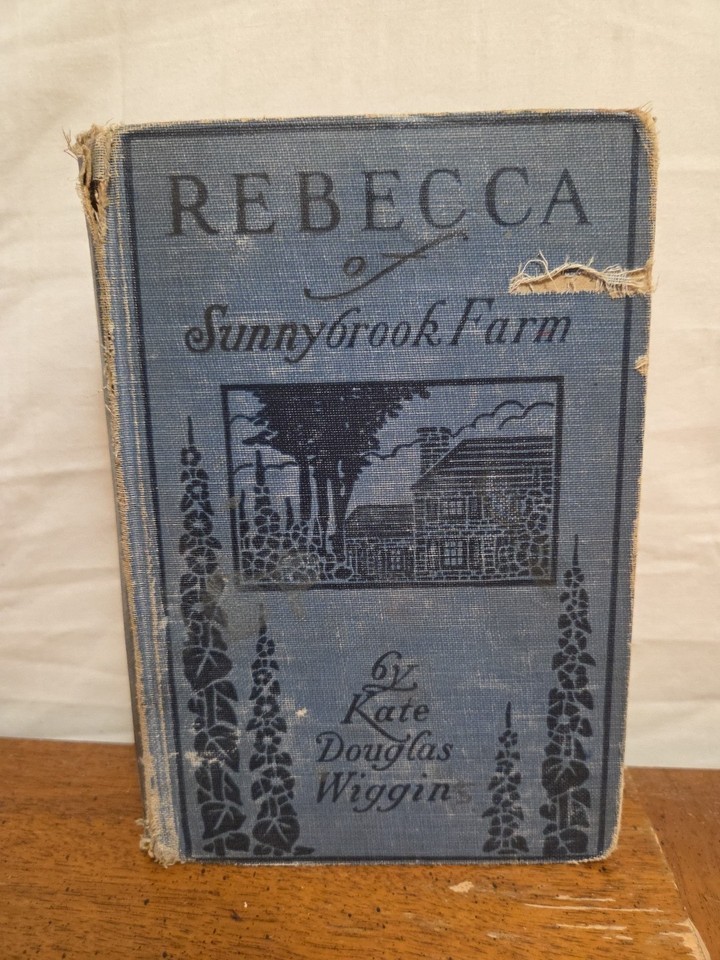 REBECCA
of
Sunnybrook Farm
by
Kate
Douglas
Wiggin